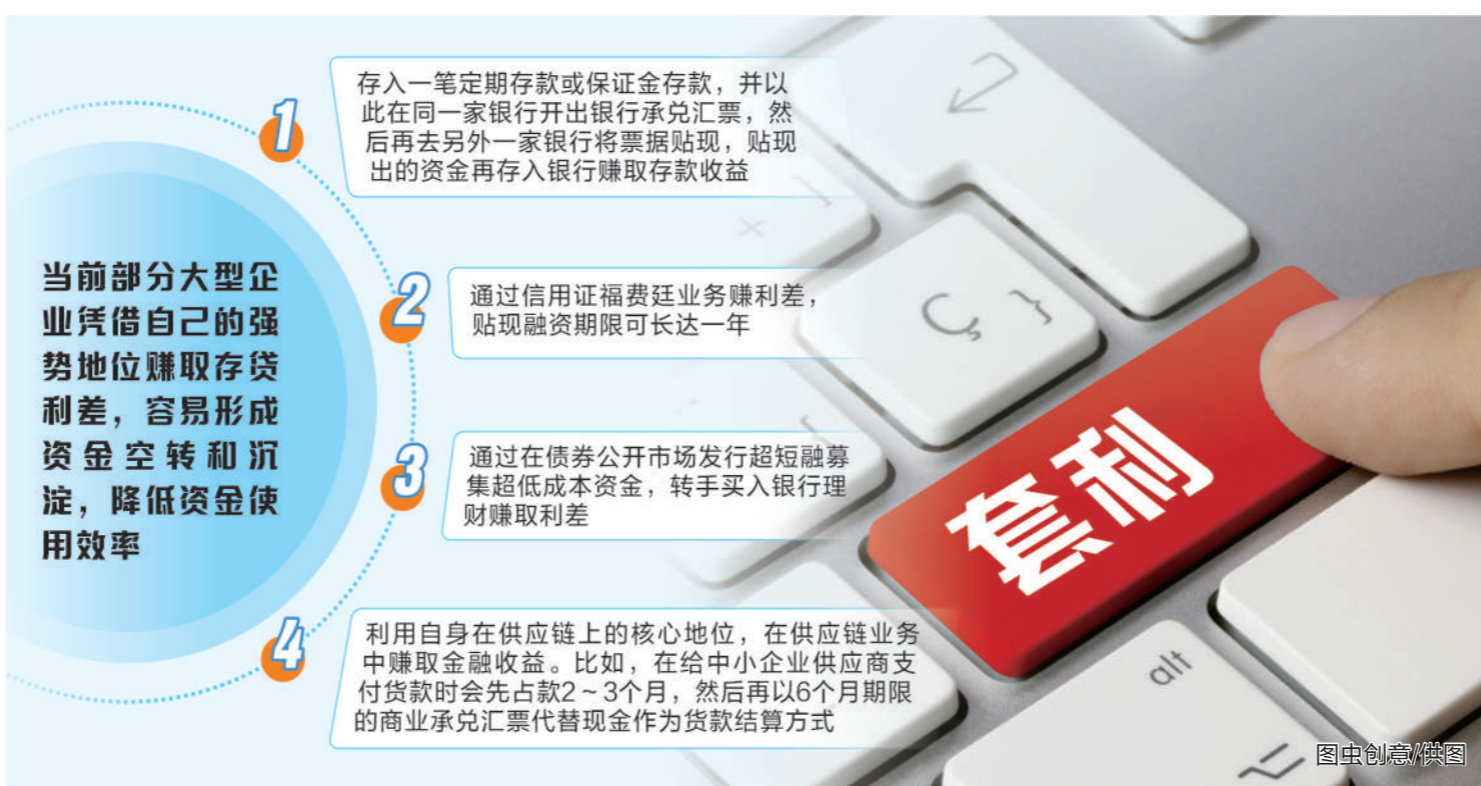 当前部分大型企
业凭借自己的强
势地位赚取存贷
利差，容易形成
资金空转和沉
淀，降低资金使
用效率
1
存入一笔定期存款或保证金存款，并以
此在同一家银行开出银行承兑汇票，然
后再去另外一家银行将票据贴现，贴现
出的资金再存入银行赚取存款收益
2
通过信用证福费廷业务赚利差，
贴现融资期限可长达一年
3
通过在债券公开市场发行超短融募
集超低成本资金，转手买入银行理
财赚取利差
4
利用自身在供应链上的核心地位，在供应链业务
中赚取金融收益。比如，在给中小企业供应商支
付货款时会先占款2～3个月，然后再以6个月期限
的商业承兑汇票代替现金作为货款结算方式
Ç }
套利
alt
图虫创意/供图